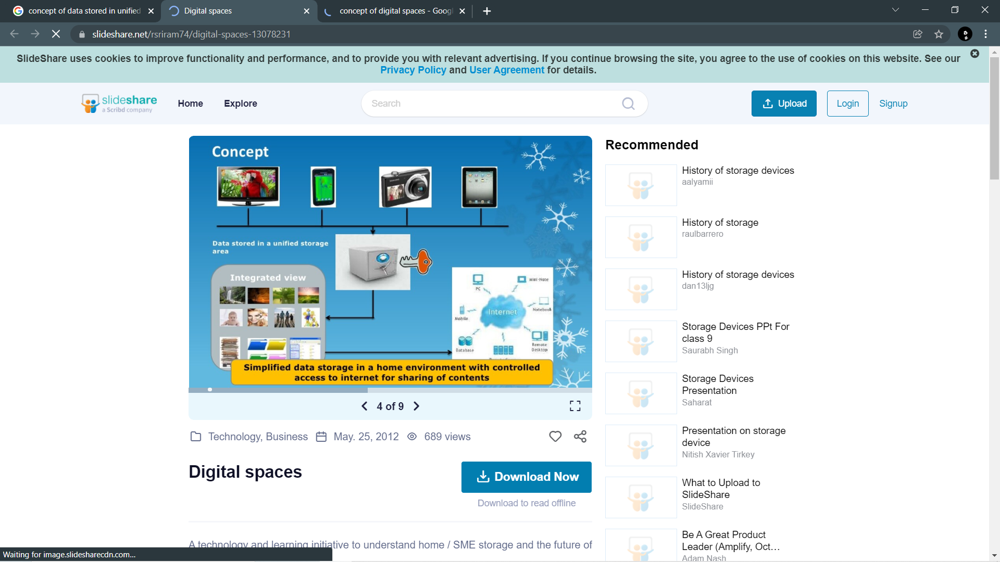 concept of data stored in unified
Digital spaces
concept of digital spaces - Googl
slideshare.net/rsriram74/digital-spaces-13078231
SlideShare uses cookies to improve functionality and performance, and to provide you with relevant advertising. If you continue browsing the site, you agree to the use of cookies on this website. See our
Privacy Policy and User Agreement for details.
slideshare
a Scribd company
Home
Explore
Search
Upload
Login
Signup
Concept
Data stored in a unified storage
area
Integrated view
PC
Mini-Note
Internet
Notebook
Mobile
Database
Remote
Desktop
Simplified data storage in a home environment with controlled
access to internet for sharing of contents
4 of 9
Technology, Business
May. 25, 2012
689 views
Digital spaces
Download Now
Download to read offline
A technology and learning initiative to understand home / SME storage and the future of
Recommended
History of storage devices
aalyamii
History of storage
raulbarrero
History of storage devices
dan13ljg
Storage Devices PPt For
class 9
Saurabh Singh
Storage Devices
Presentation
Saharat
Presentation on storage
device
Nitish Xavier Tirkey
What to Upload to
SlideShare
SlideShare
Be A Great Product
Leader (Amplify, Oct…
Adam Nash
Waiting for image.slidesharecdn.com...